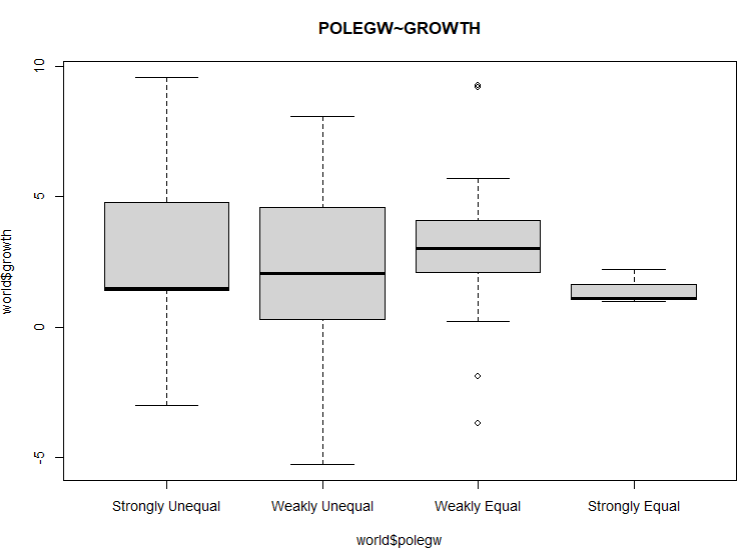 POLEGW~GROWTH
10
5
0
-5
world$growth
Strongly Unequal
Weakly Unequal
Weakly Equal
Strongly Equal
world$polegw